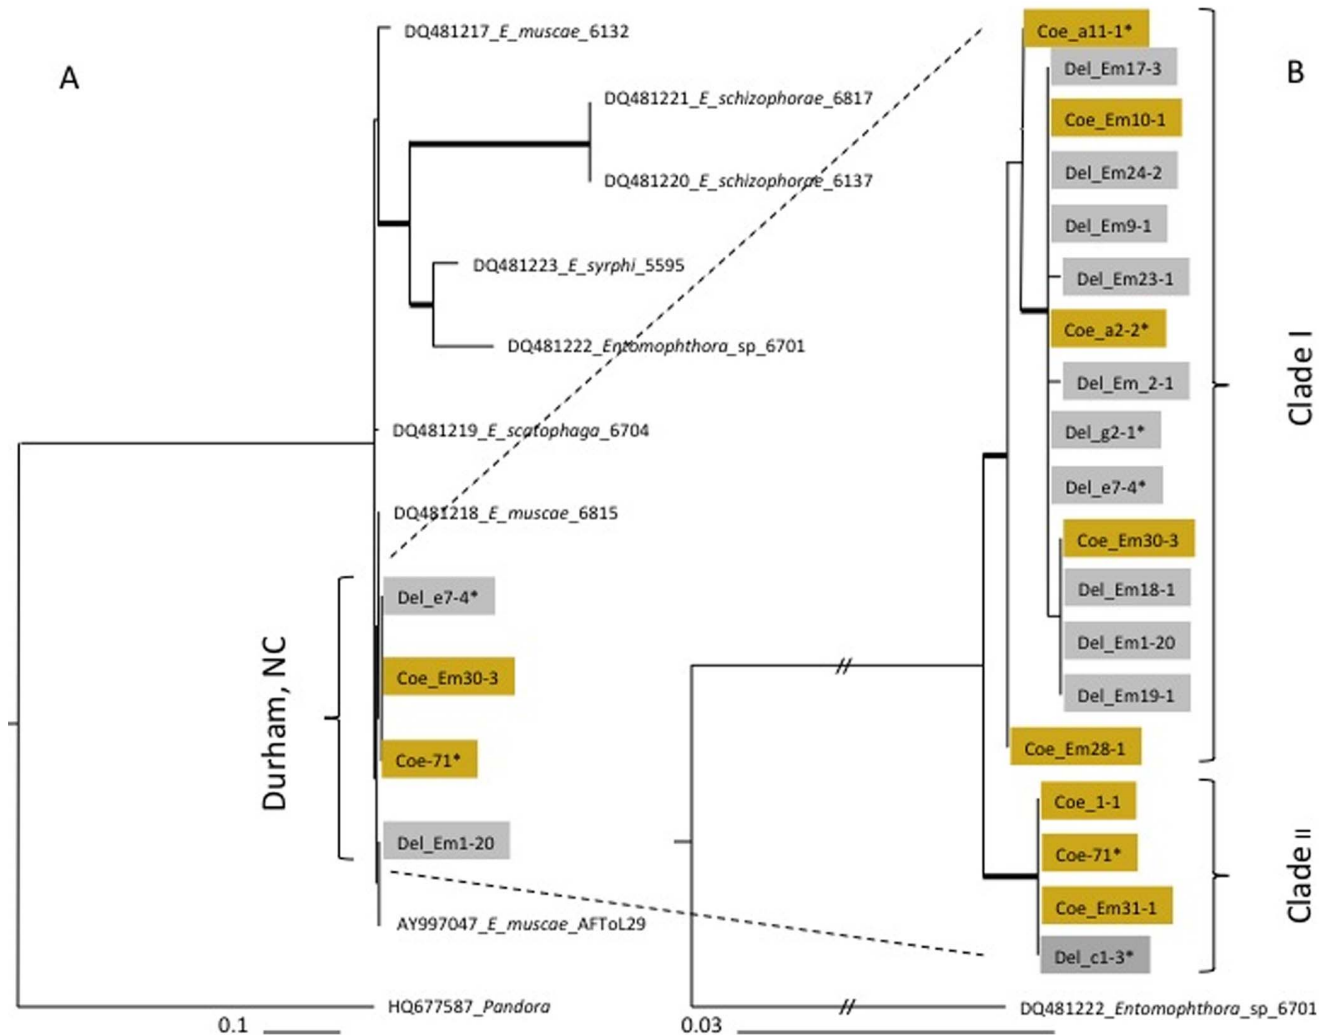 A
DQ481217_E_muscae_6132
DQ481221_E_schizophorae_6817
DQ481220_E_schizophorae_6137
DQ481223_E_syrphi_5595
DQ481222_Entomophthora_sp_6701
DQ481219_E_scatophaga_6704
DQ481218_E_muscae_6815
Durham, NC
Del_e7-4*
Coe_Em30-3
Coe-71*
Del_Em1-20
AY997047_E_muscae_AFToL29
HQ677587_Pandora
0.1
B
Coe_a11-1*
Del_Em17-3
Coe_Em10-1
Del_Em24-2
Del_Em9-1
Del_Em23-1
Coe_a2-2*
Del_Em_2-1
Del_g2-1*
Del_e7-4*
Coe_Em30-3
Del_Em18-1
Del_Em1-20
Del_Em19-1
Coe_Em28-1
Clade I
Coe_1-1
Coe-71*
Coe_Em31-1
Del_c1-3*
Clade II
DQ481222_Entomophthora_sp_6701
0.03